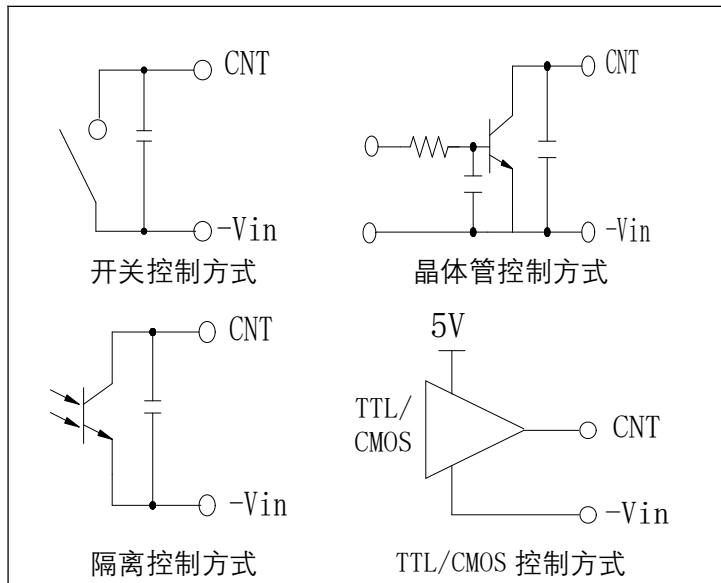 CNT
-Vin
开关控制方式
CNT
-Vin
晶体管控制方式
CNT
-Vin
隔离控制方式
5V
TTL/
CMOS
CNT
-Vin
TTL/CMOS 控制方式